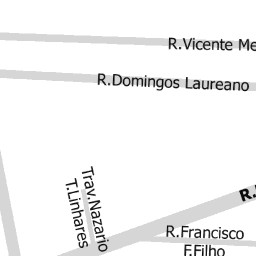 R.Vicente Me
R.Domingos Laureano
Trav.Nazario
T.Linhares
R.
R.Francisco
F.Filho